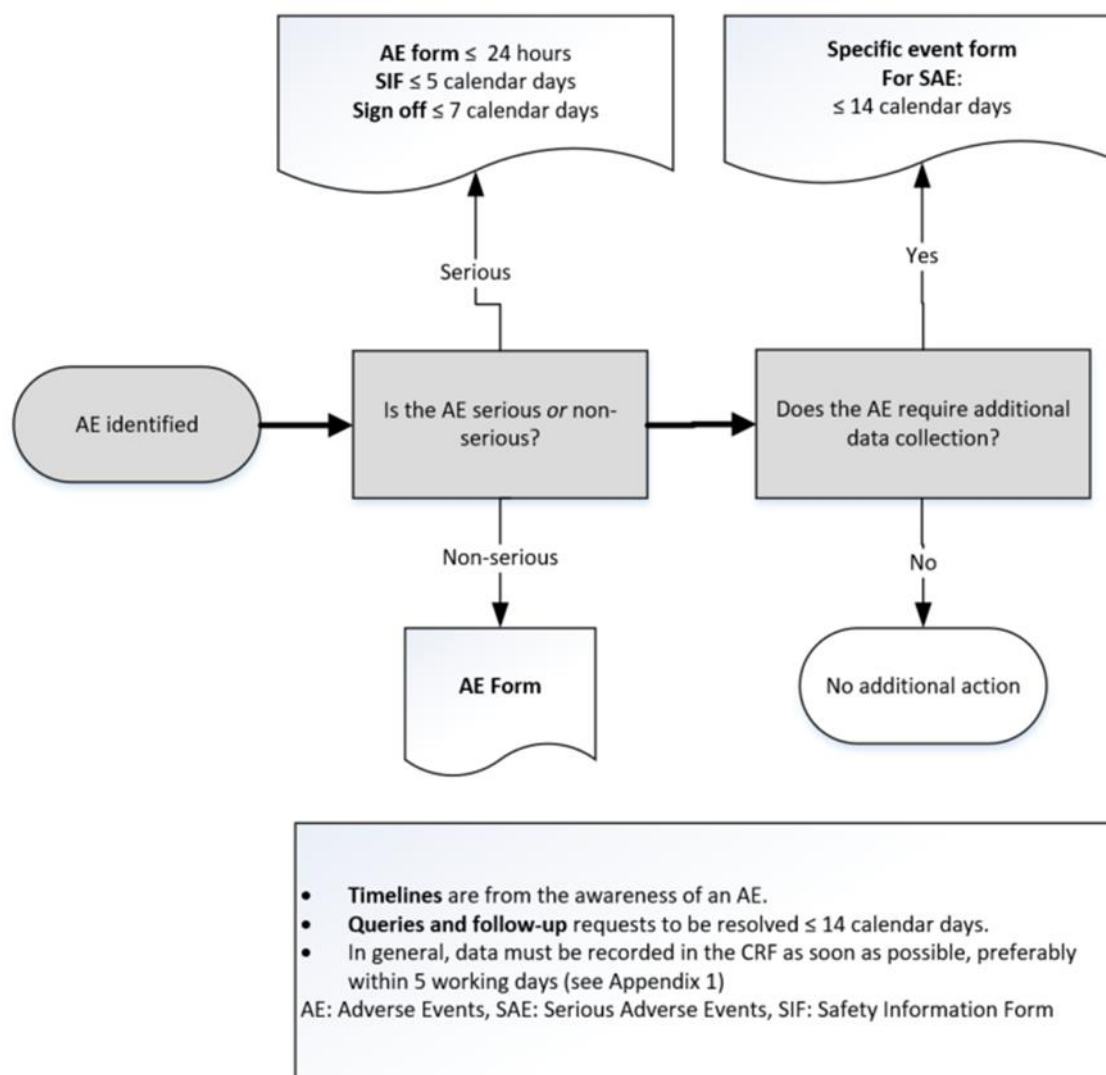 AE form ≤ 24 hours
SIF ≤ 5 calendar days
Sign off ≤ 7 calendar days
Specific event form
For SAE:
≤ 14 calendar days
Serious
Yes
AE identified
Is the AE serious or non-
serious?
Does the AE require additional
data collection?
Non-serious
No
AE Form
No additional action
• Timelines are from the awareness of an AE.
• Queries and follow-up requests to be resolved ≤ 14 calendar days.
• In general, data must be recorded in the CRF as soon as possible, preferably
within 5 working days (see Appendix 1)
AE: Adverse Events, SAE: Serious Adverse Events, SIF: Safety Information Form